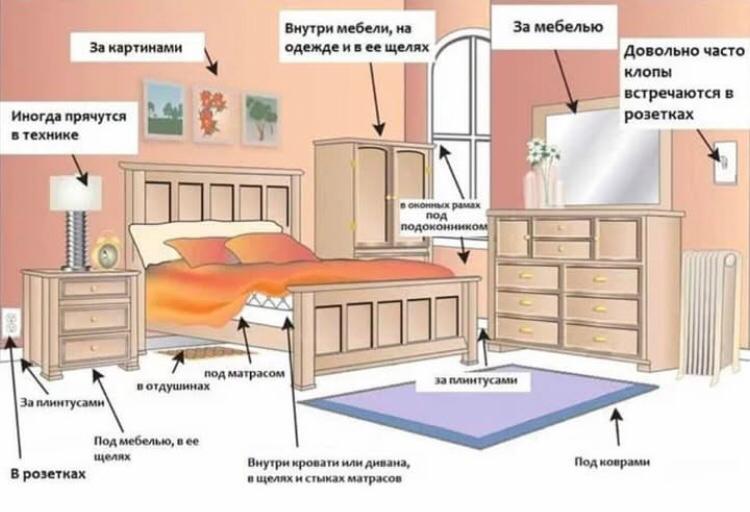 За картинами
Внутри мебели, на
одежде и в ее щелях
За мебелью
Довольно часто
клопы
встречаются в
розетках
Иногда прячутся
в технике
в оконных рамах
под
подоконником
под матрасом
в отдушинах
за плинтусами
За плинтусами
Под мебелью, в ее
щелях
В розетках
Внутри кровати или дивана,
в щелях и стыках матрасов
Под коврами